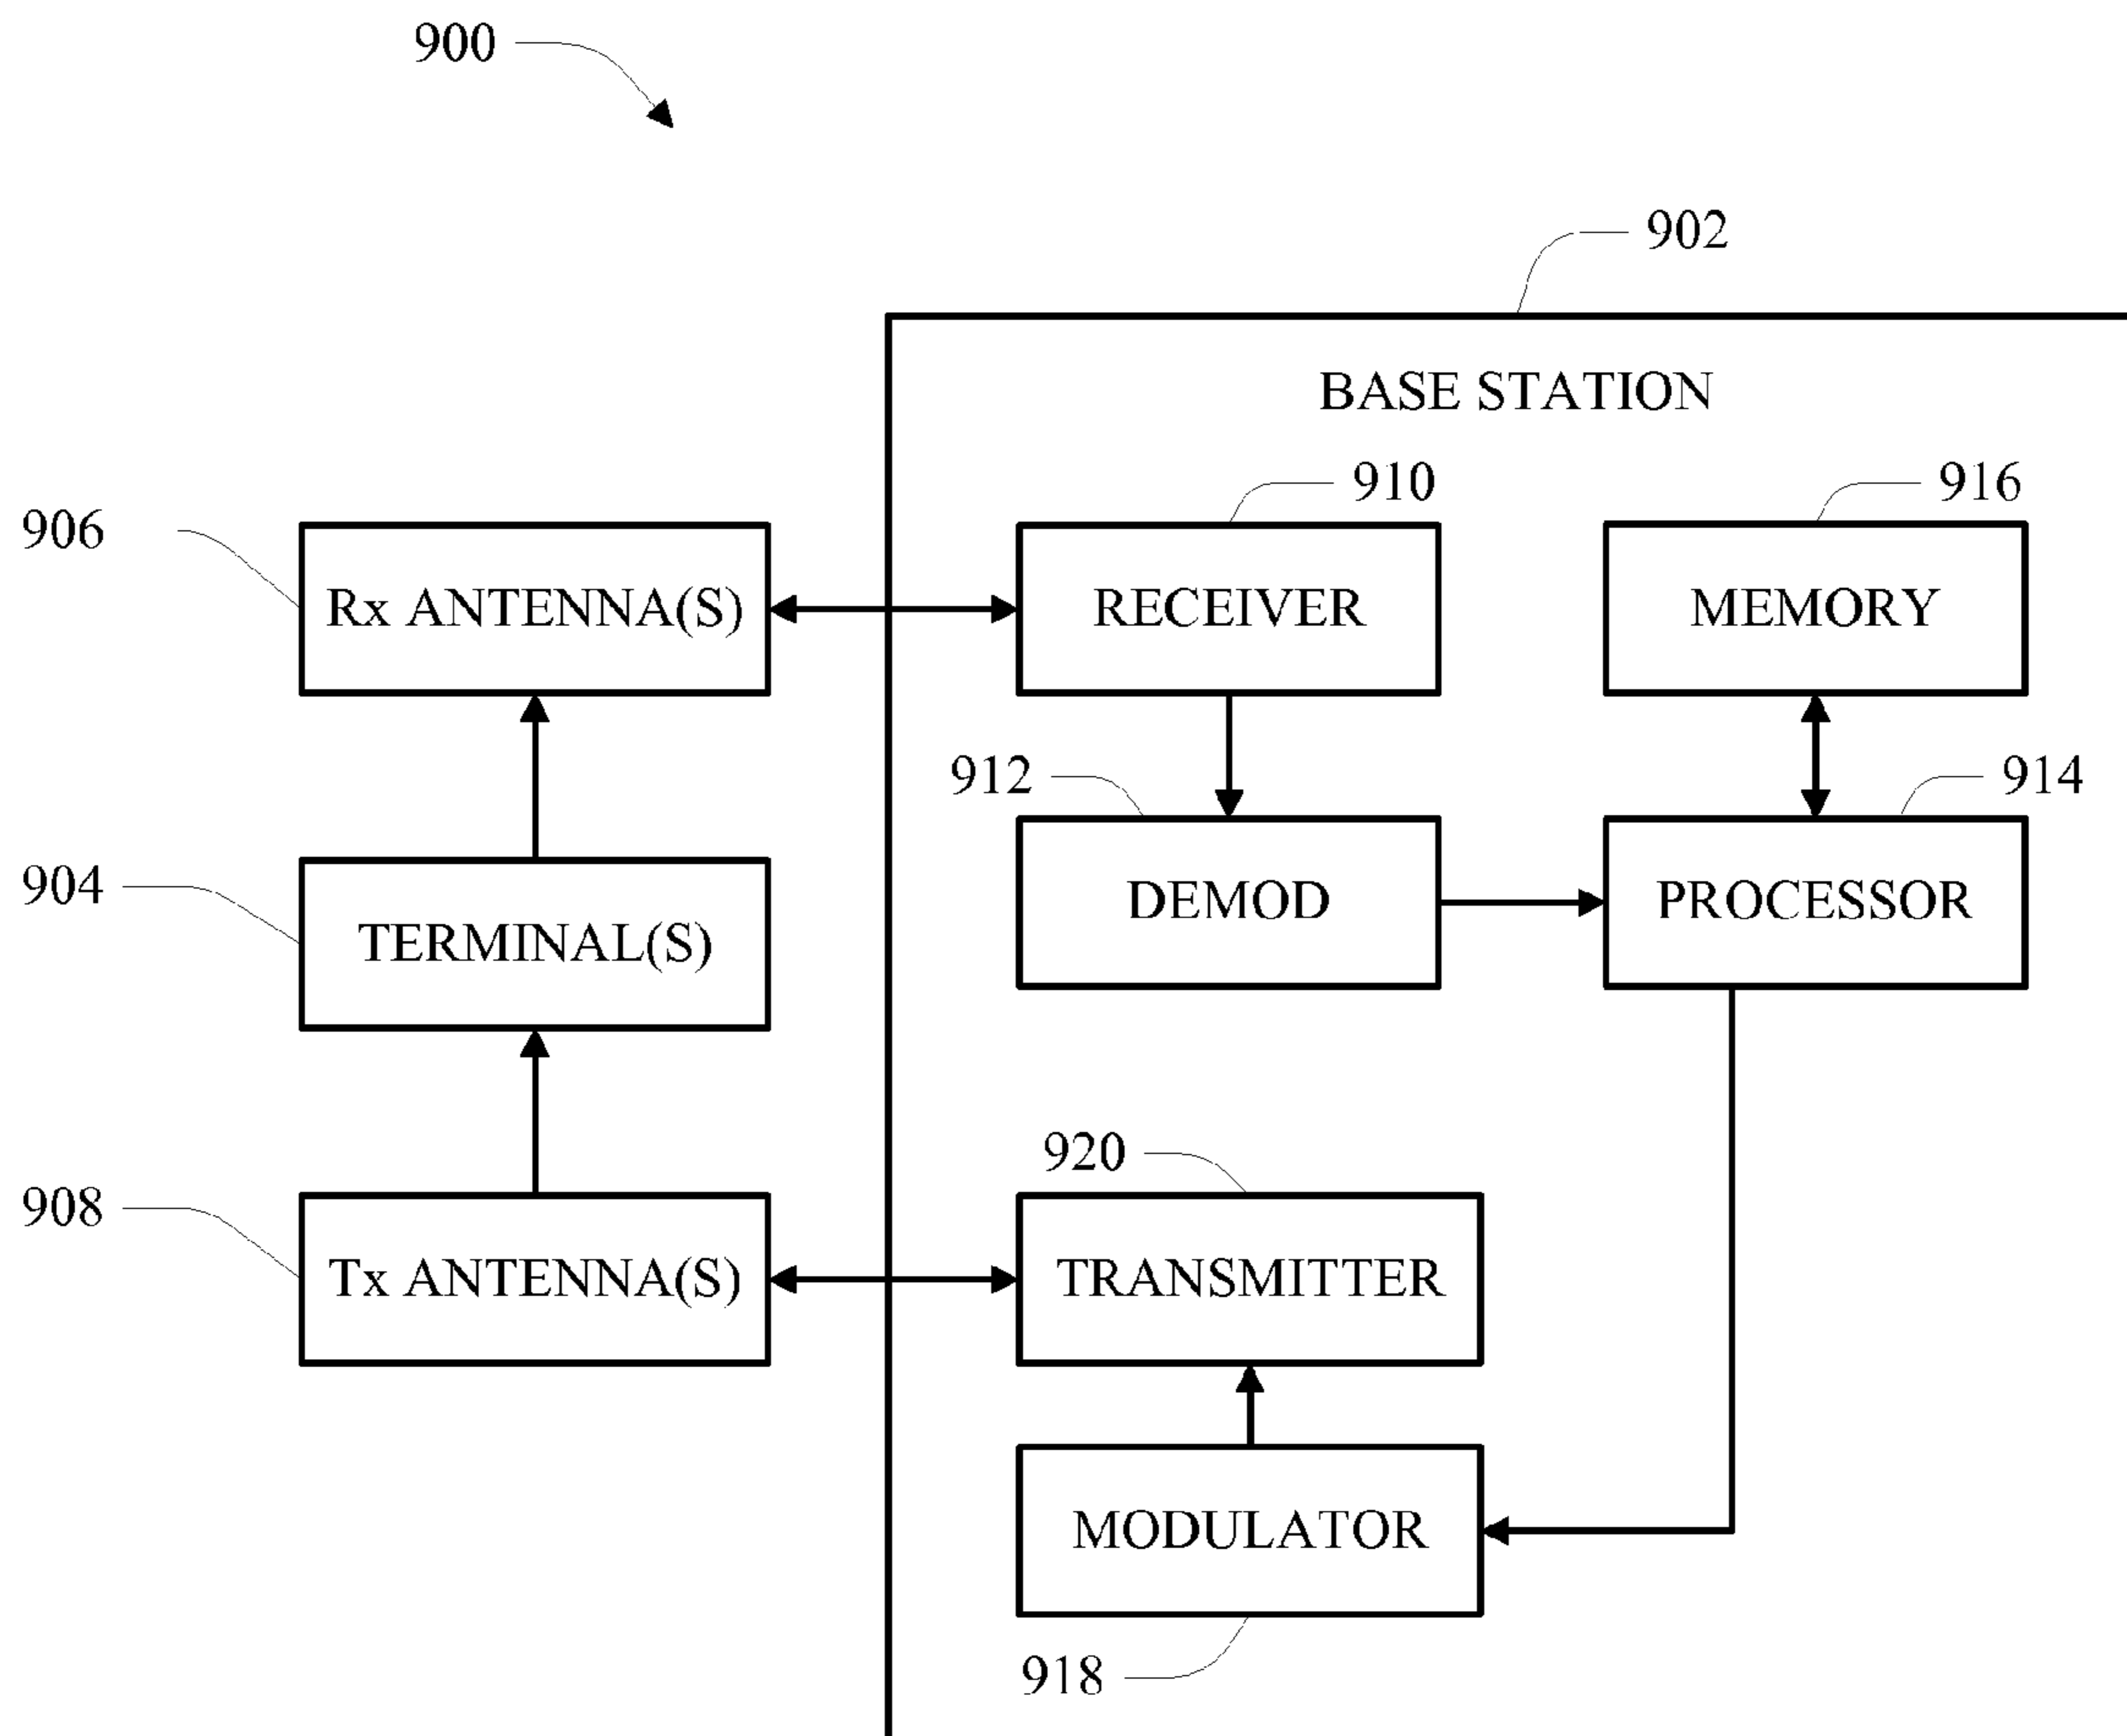 900
902
BASE STATION
910
916
906
Rx ANTENNA(S)
RECEIVER
MEMORY
912
914
904
TERMINAL(S)
DEMOD
PROCESSOR
920
908
Tx ANTENNA(S)
TRANSMITTER
MODULATOR
918